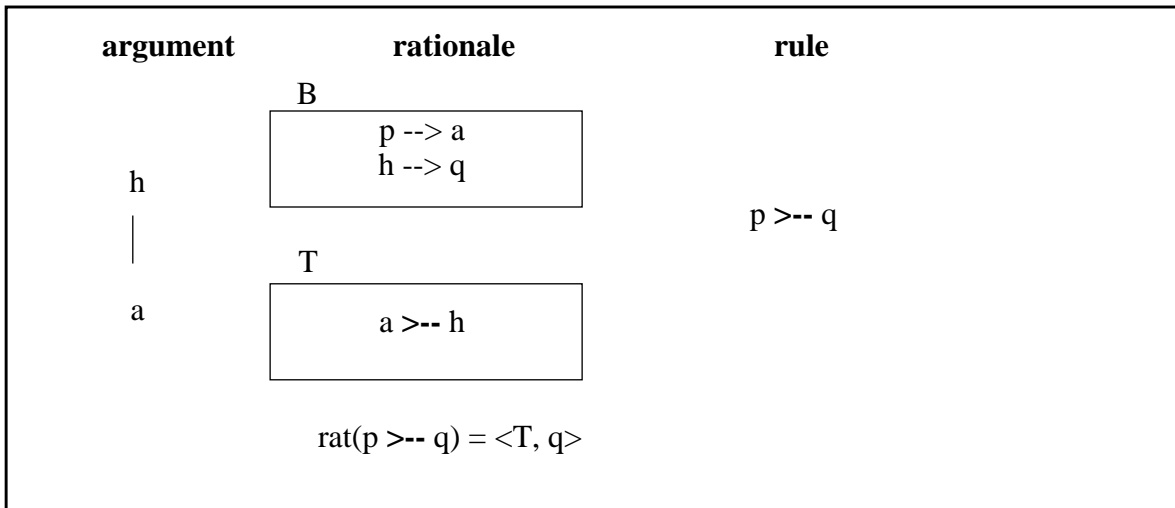 argument rationale rule
B
p --> a
h --> q
h
p >-- q
T
a
a >-- h
rat(p >-- q) = <T, q>